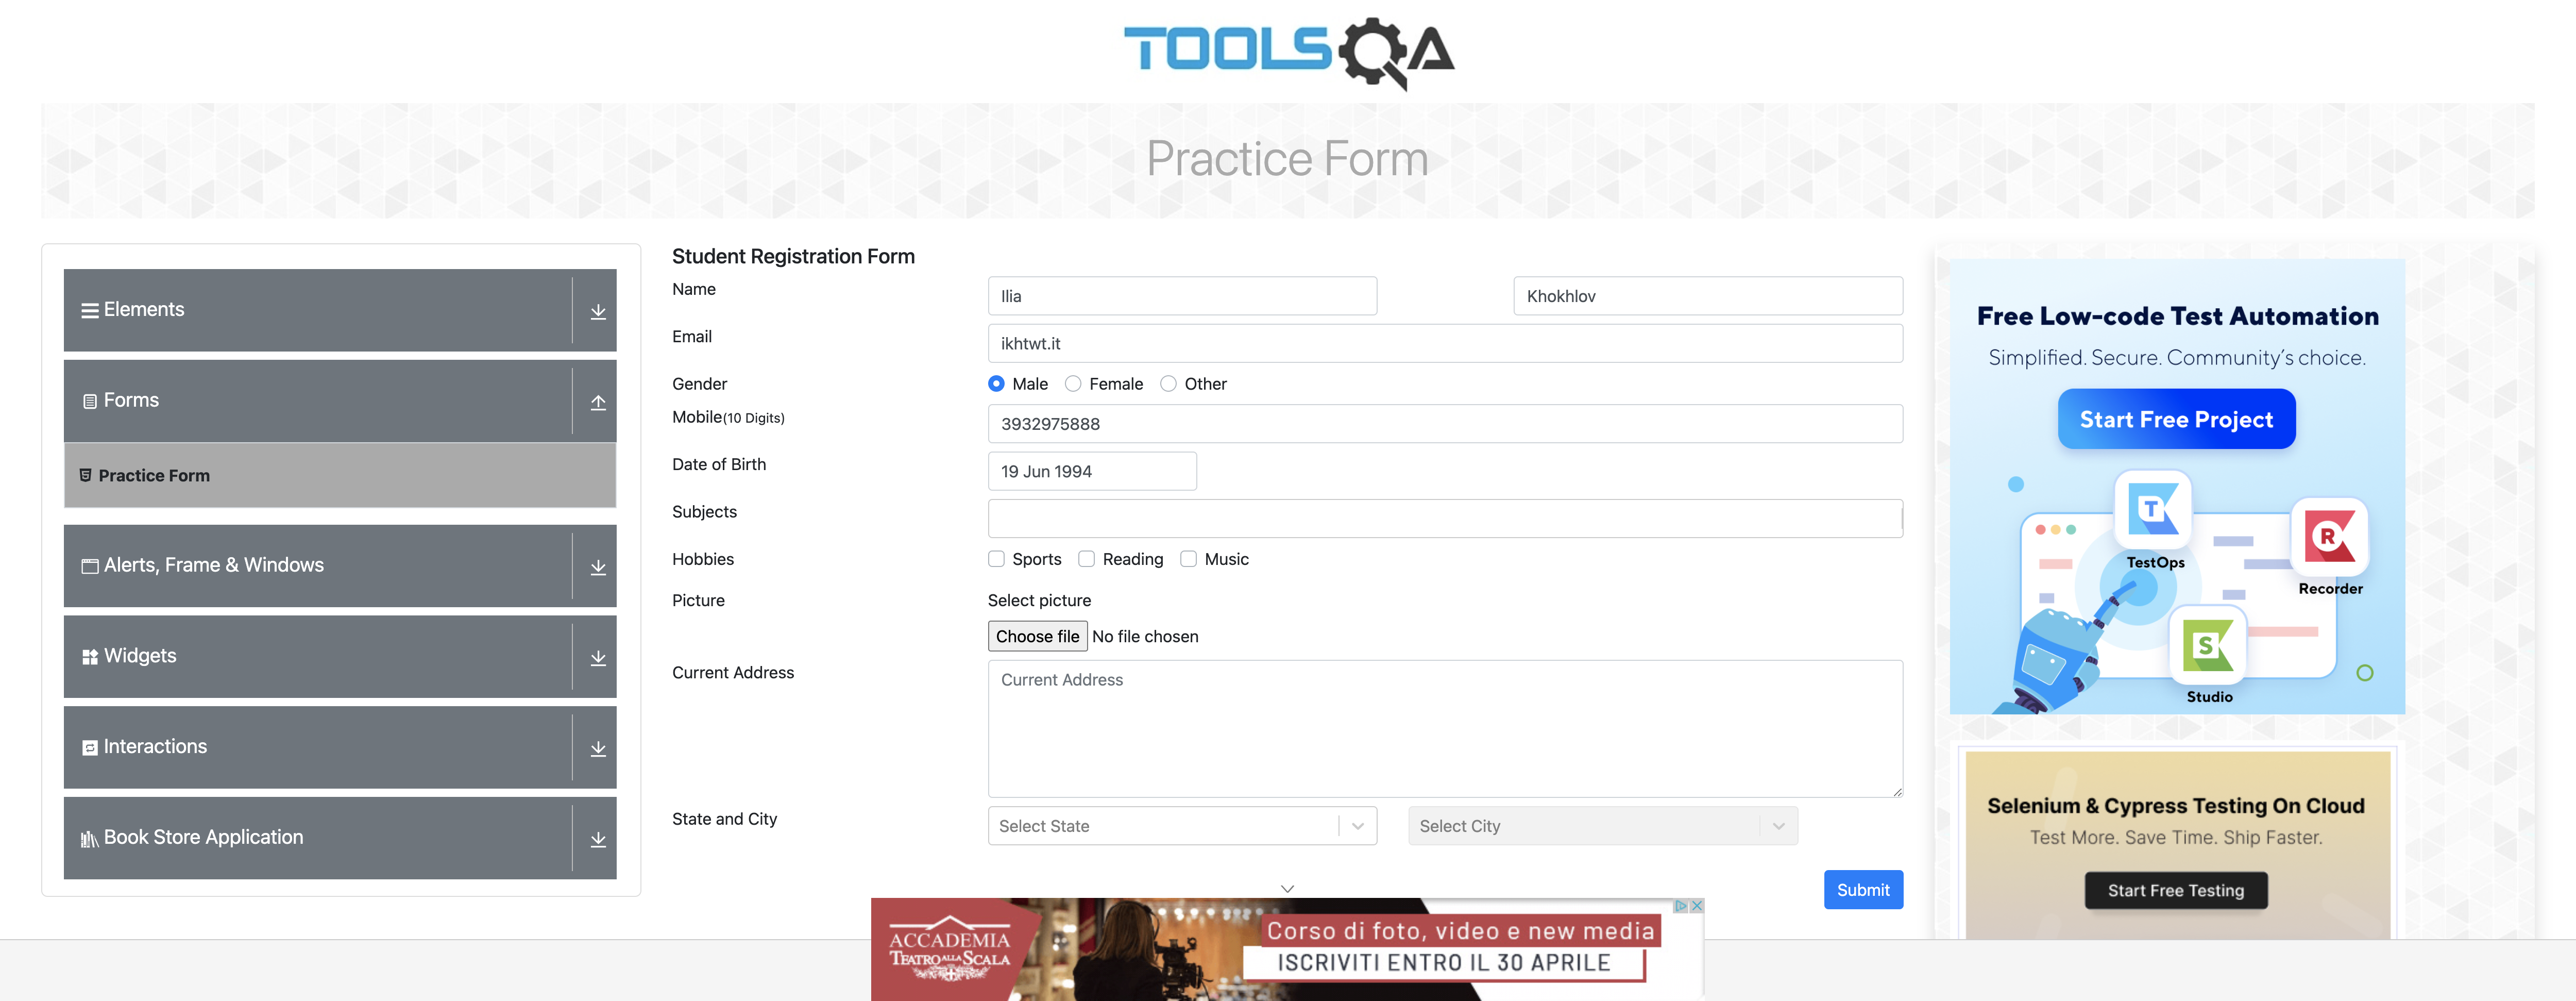 TOOLSQA
Practice Form
Elements
Forms
Practice Form
Alerts, Frame & Windows
Widgets
Interactions
Book Store Application
Student Registration Form
Name
Ilia
Khokhlov
Email
ikhtwt.it
Gender
Male
Female
Other
Mobile(10 Digits)
3932975888
Date of Birth
19 Jun 1994
Subjects
Hobbies
Sports
Reading
Music
Picture
Select picture
Choose file
No file chosen
Current Address
Current Address
State and City
Select State
Select City
Submit
Free Low-code Test Automation
Simplified. Secure. Community's choice.
Start Free Project
T
TestOps
R
Recorder
S
Studio
Selenium & Cypress Testing On Cloud
Test More. Save Time. Ship Faster.
Start Free Testing
ACCADEMIA
TEATRO ALLA SCALA
Corso di foto, video e new media
ISCRIVITI ENTRO IL 30 APRILE